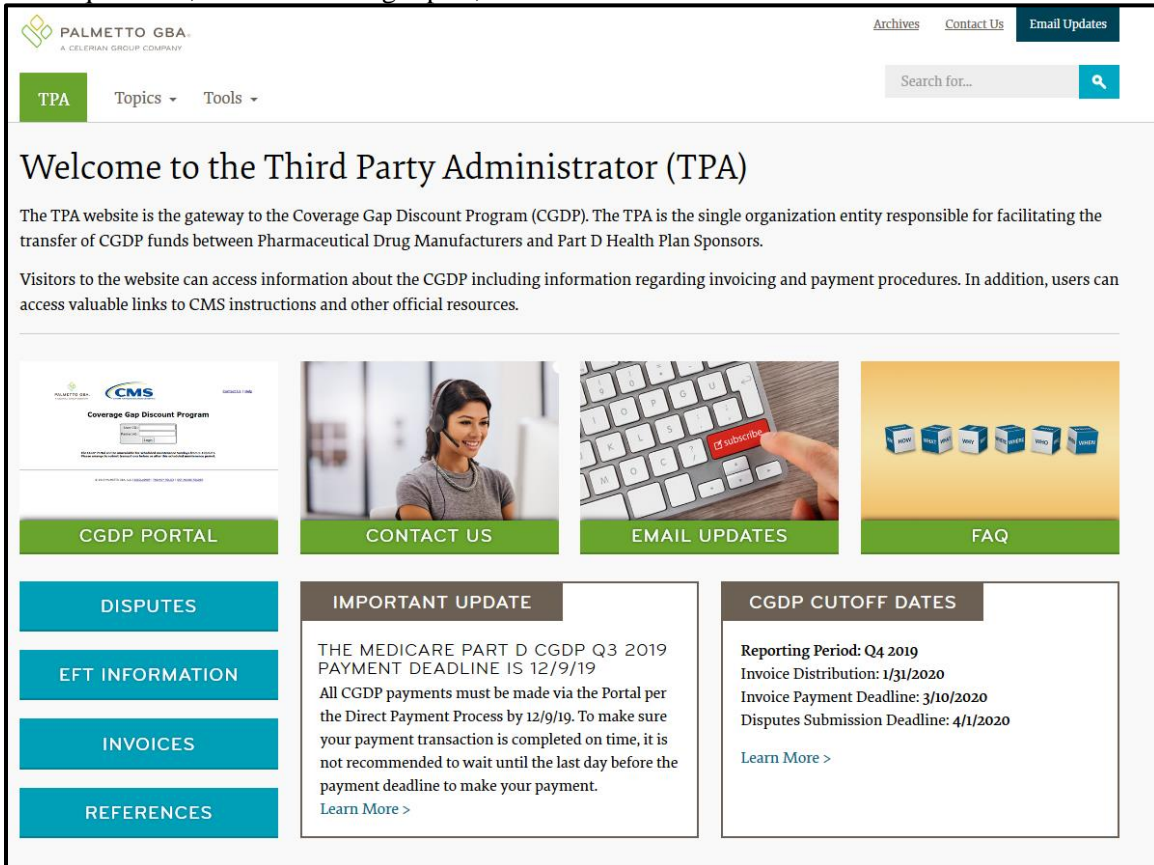 PALMETTO GBA.
A CELERIAN GROUP COMPANY
Archives
Contact Us
Email Updates
TPA
Topics
Tools
Search for...
Welcome to the Third Party Administrator (TPA)
The TPA website is the gateway to the Coverage Gap Discount Program (CGDP). The TPA is the single organization entity responsible for facilitating the
transfer of CGDP funds between Pharmaceutical Drug Manufacturers and Part D Health Plan Sponsors.
Visitors to the website can access information about the CGDP including information regarding invoicing and payment procedures. In addition, users can
access valuable links to CMS instructions and other official resources.
PALMETTO GBA
CMS
Coverage Gap Discount Program
CGDP PORTAL
subscribe
CONTACT US
EMAIL UPDATES
HOW WHAT WHY WHERE WHO WHEN
FAQ
DISPUTES
EFT INFORMATION
INVOICES
REFERENCES
IMPORTANT UPDATE
THE MEDICARE PART D CGDP Q3 2019
PAYMENT DEADLINE IS 12/9/19
All CGDP payments must be made via the Portal per
the Direct Payment Process by 12/9/19. To make sure
your payment transaction is completed on time, it is
not recommended to wait until the last day before the
payment deadline to make your payment.
Learn More >
CGDP CUTOFF DATES
Reporting Period: Q4 2019
Invoice Distribution: 1/31/2020
Invoice Payment Deadline: 3/10/2020
Disputes Submission Deadline: 4/1/2020
Learn More >